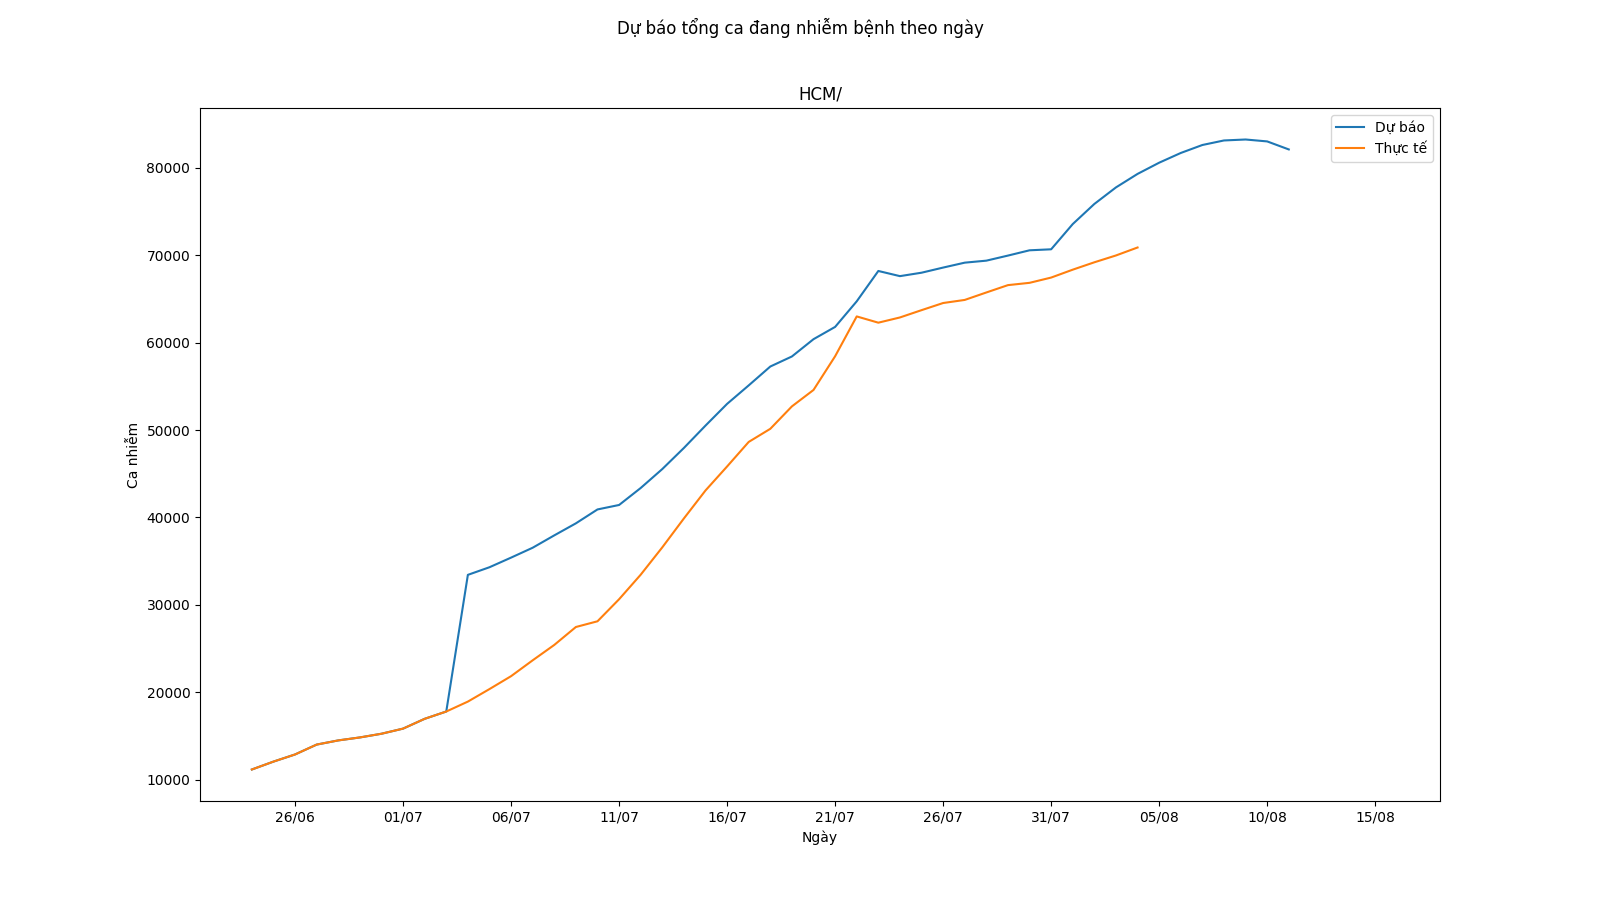 Dự báo tổng ca đang nhiễm bệnh theo ngày
HCM/
Dự báo
Thực tế
80000
70000
60000
50000
40000
30000
20000
10000
Ca nhiễm
26/06 01/07 06/07 11/07 16/07 21/07 26/07 31/07 05/08 10/08 15/08
Ngày